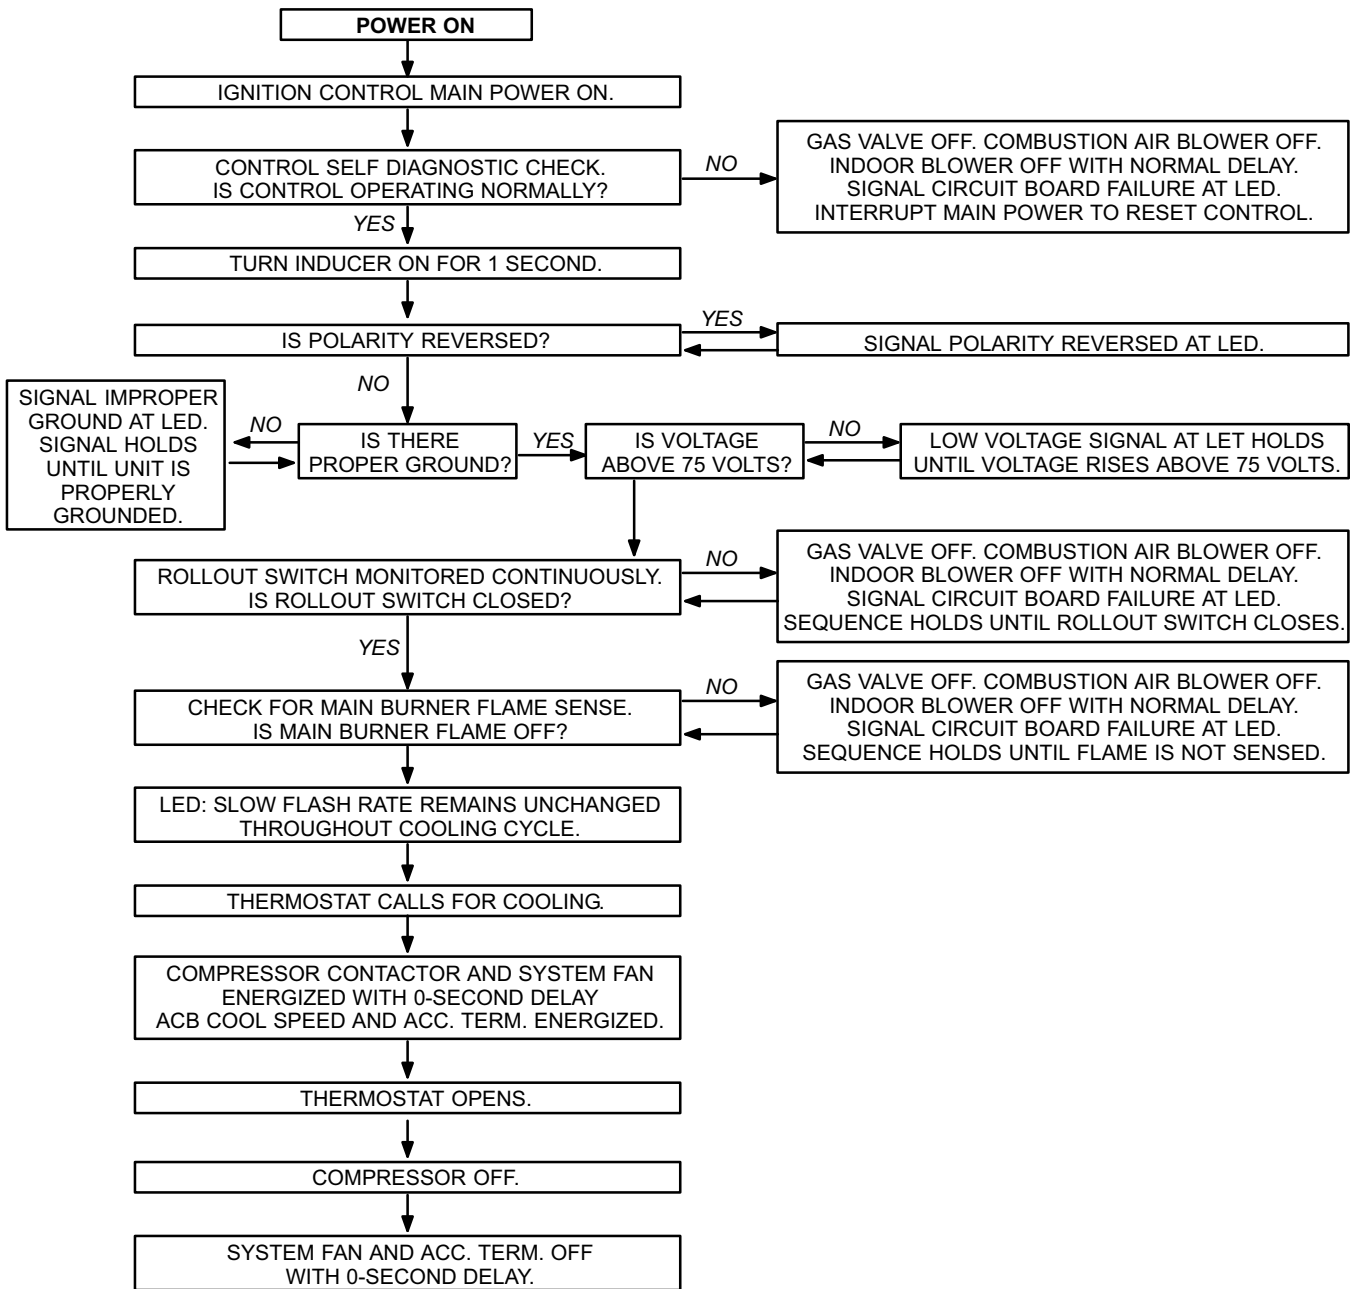 POWER ON
IGNITION CONTROL MAIN POWER ON.
CONTROL SELF DIAGNOSTIC CHECK.
IS CONTROL OPERATING NORMALLY?
NO
GAS VALVE OFF. COMBUSTION AIR BLOWER OFF.
INDOOR BLOWER OFF WITH NORMAL DELAY.
SIGNAL CIRCUIT BOARD FAILURE AT LED.
INTERRUPT MAIN POWER TO RESET CONTROL.
YES
TURN INDUCER ON FOR 1 SECOND.
IS POLARITY REVERSED?
YES
SIGNAL POLARITY REVERSED AT LED.
NO
SIGNAL IMPROPER
GROUND AT LED.
SIGNAL HOLDS
UNTIL UNIT IS
PROPERLY
GROUNDED.
NO
IS THERE
PROPER GROUND?
YES
IS VOLTAGE
ABOVE 75 VOLTS?
NO
LOW VOLTAGE SIGNAL AT LET HOLDS
UNTIL VOLTAGE RISES ABOVE 75 VOLTS.
ROLLOUT SWITCH MONITORED CONTINUOUSLY.
IS ROLLOUT SWITCH CLOSED?
NO
GAS VALVE OFF. COMBUSTION AIR BLOWER OFF.
INDOOR BLOWER OFF WITH NORMAL DELAY.
SIGNAL CIRCUIT BOARD FAILURE AT LED.
SEQUENCE HOLDS UNTIL ROLLOUT SWITCH CLOSES.
YES
CHECK FOR MAIN BURNER FLAME SENSE.
IS MAIN BURNER FLAME OFF?
NO
GAS VALVE OFF. COMBUSTION AIR BLOWER OFF.
INDOOR BLOWER OFF WITH NORMAL DELAY.
SIGNAL CIRCUIT BOARD FAILURE AT LED.
SEQUENCE HOLDS UNTIL FLAME IS NOT SENSED.
LED: SLOW FLASH RATE REMAINS UNCHANGED
THROUGHOUT COOLING CYCLE.
THERMOSTAT CALLS FOR COOLING.
COMPRESSOR CONTACTOR AND SYSTEM FAN
ENERGIZED WITH 0-SECOND DELAY
ACB COOL SPEED AND ACC. TERM. ENERGIZED.
THERMOSTAT OPENS.
COMPRESSOR OFF.
SYSTEM FAN AND ACC. TERM. OFF
WITH 0-SECOND DELAY.